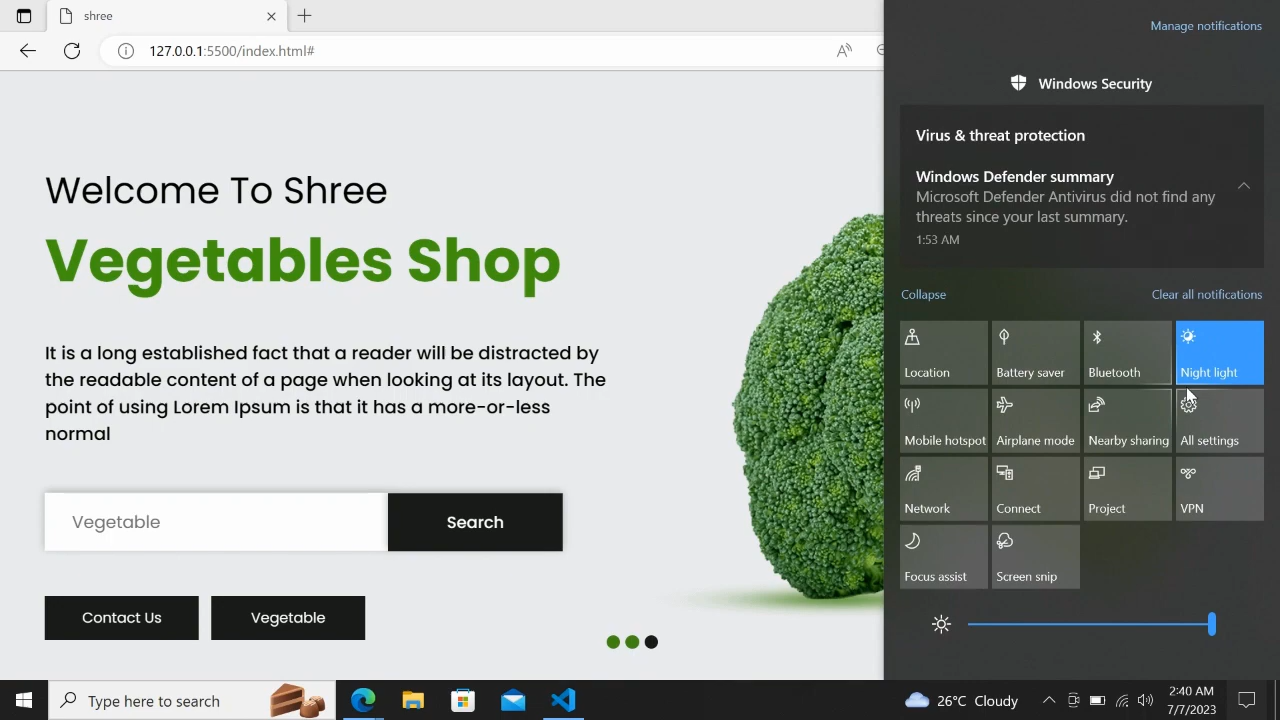 shree
127.0.0.1:5500/index.html#
Welcome To Shree
Vegetables Shop
It is a long established fact that a reader will be distracted by
the readable content of a page when looking at its layout. The
point of using Lorem Ipsum is that it has a more-or-less
normal
Vegetable
Search
Contact Us
Vegetable
Manage notifications
Windows Security
Virus & threat protection
Windows Defender summary
Microsoft Defender Antivirus did not find any
threats since your last summary.
1:53 AM
Collapse
Clear all notifications
Location
Battery saver
Bluetooth
Night light
Mobile hotspot
Airplane mode
Nearby sharing
All settings
Network
Connect
Project
VPN
Focus assist
Screen snip
Type here to search
26°C Cloudy
2:40 AM
7/7/2023